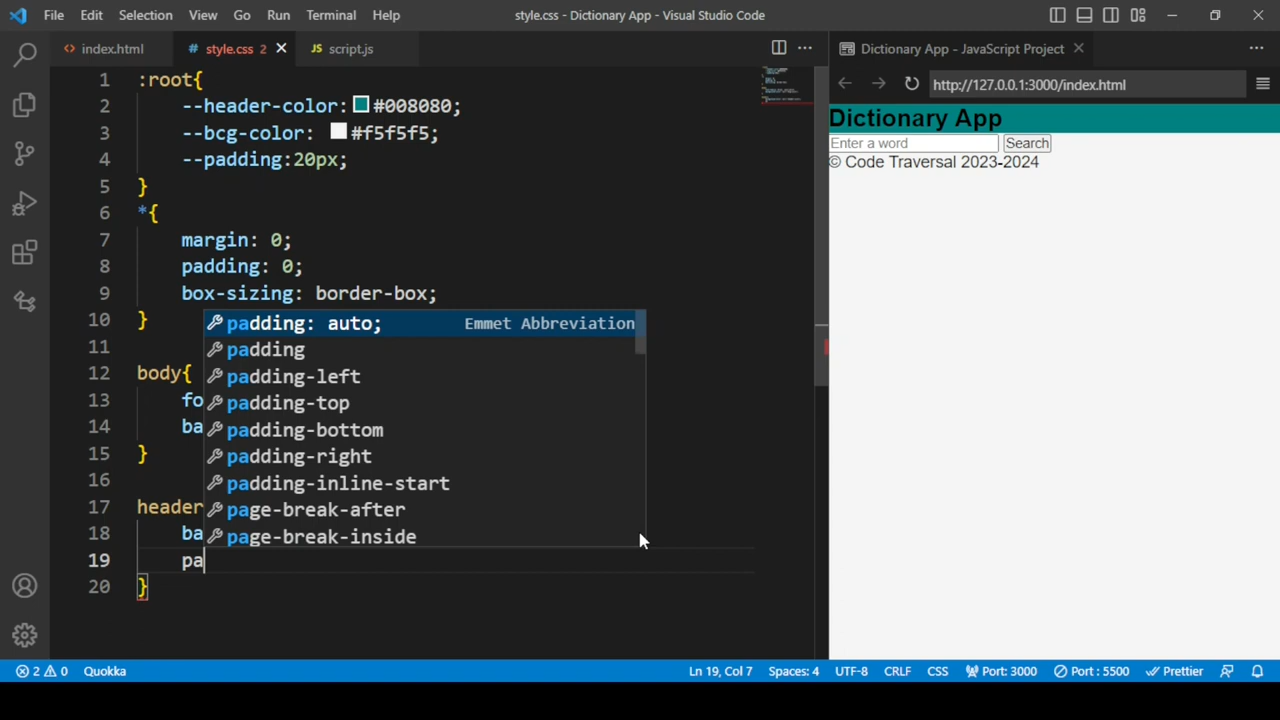 File Edit Selection View Go Run Terminal Help
style.css - Dictionary App - Visual Studio Code
index.html
style.css 2
JS script.js
Dictionary App - JavaScript Project
http://127.0.0.1:3000/index.html
1 :root{
2 --header-color: #008080;
3 --bcg-color: #f5f5f5;
4 --padding:20px;
5 }
6 *{
7 margin: 0;
8 padding: 0;
9 box-sizing: border-box;
10 }
11
12 body{
13 fo
14 ba
15 }
16
17 header
18 ba
19 pa
20 }
padding: auto; Emmet Abbreviation
padding
padding-left
padding-top
padding-bottom
padding-right
padding-inline-start
page-break-after
page-break-inside
Dictionary App
Enter a word Search
© Code Traversal 2023-2024
2 0 Quokka Ln 19, Col 7 Spaces: 4 UTF-8 CRLF CSS Port: 3000 Port : 5500 Prettier